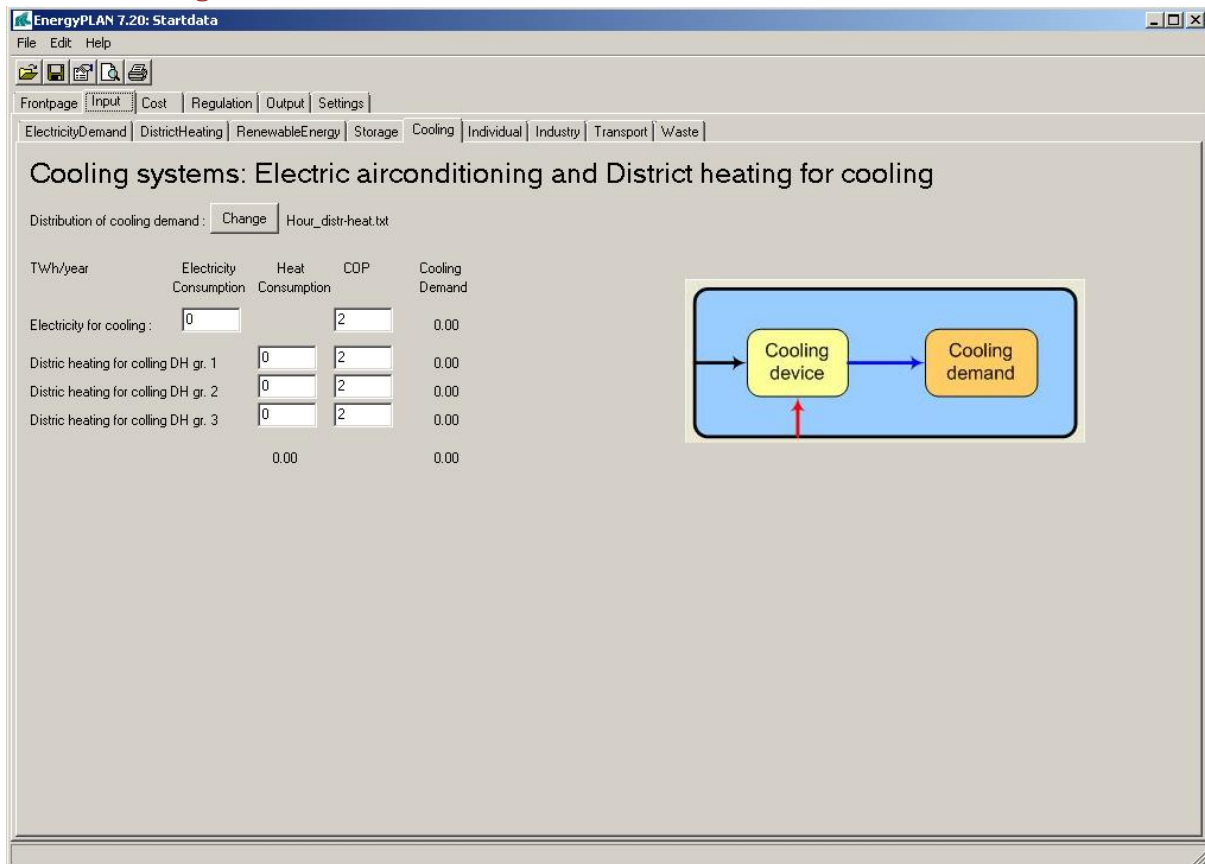 EnergyPLAN 7.20: Startdata
File Edit Help
Frontpage Input Cost Regulation Output Settings
ElectricityDemand DistrictHeating RenewableEnergy Storage Cooling Individual Industry Transport Waste
Cooling systems: Electric airconditioning and District heating for cooling
Distribution of cooling demand : Change Hour_distr-heat.txt
TWh/year Electricity Heat COP Cooling
Consumption Consumption Demand
Electricity for cooling : 0 2 0.00
Distric heating for colling DH gr. 1 0 2 0.00
Distric heating for colling DH gr. 2 0 2 0.00
Distric heating for colling DH gr. 3 0 2 0.00
0.00 0.00
Cooling device
Cooling demand